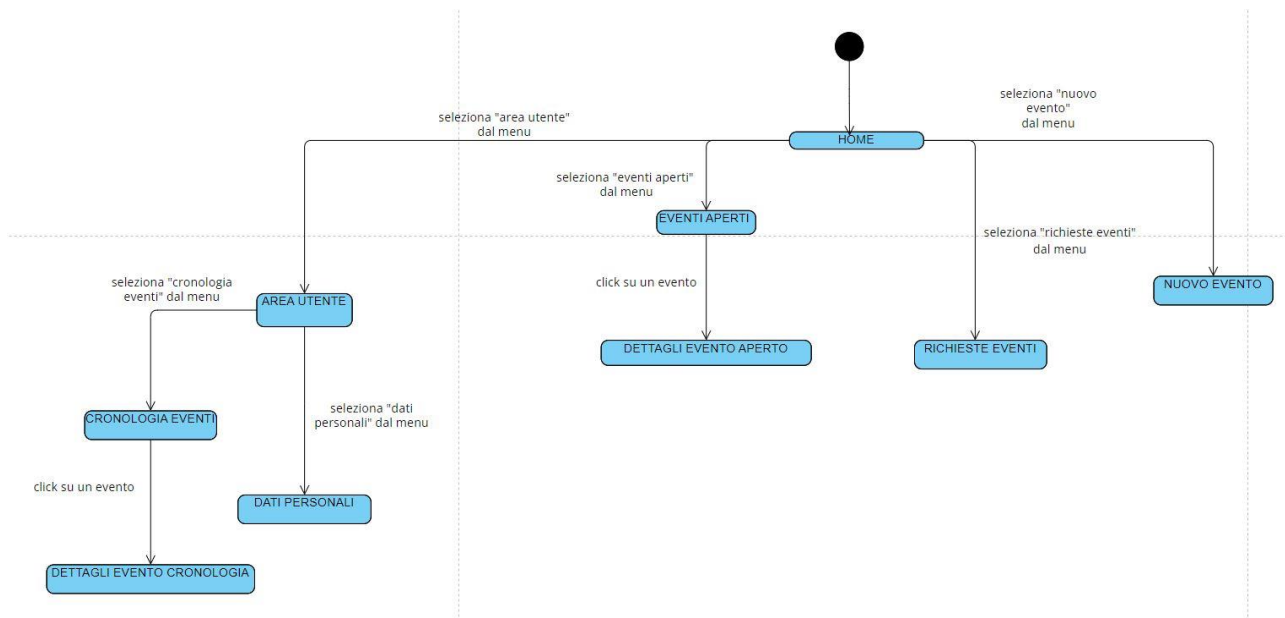 seleziona "nuovo
evento"
dal menu
seleziona "area utente"
dal menu
HOME
seleziona "eventi aperti"
dal menu
EVENTI APERTI
seleziona "richieste eventi"
dal menu
seleziona "cronologia
eventi" dal menu
click su un evento
NUOVO EVENTO
AREA UTENTE
DETTAGLI EVENTO APERTO
RICHIESTE EVENTI
seleziona "dati
personali" dal menu
CRONOLOGIA EVENTI
click su un evento
DATI PERSONALI
DETTAGLI EVENTO CRONOLOGIA